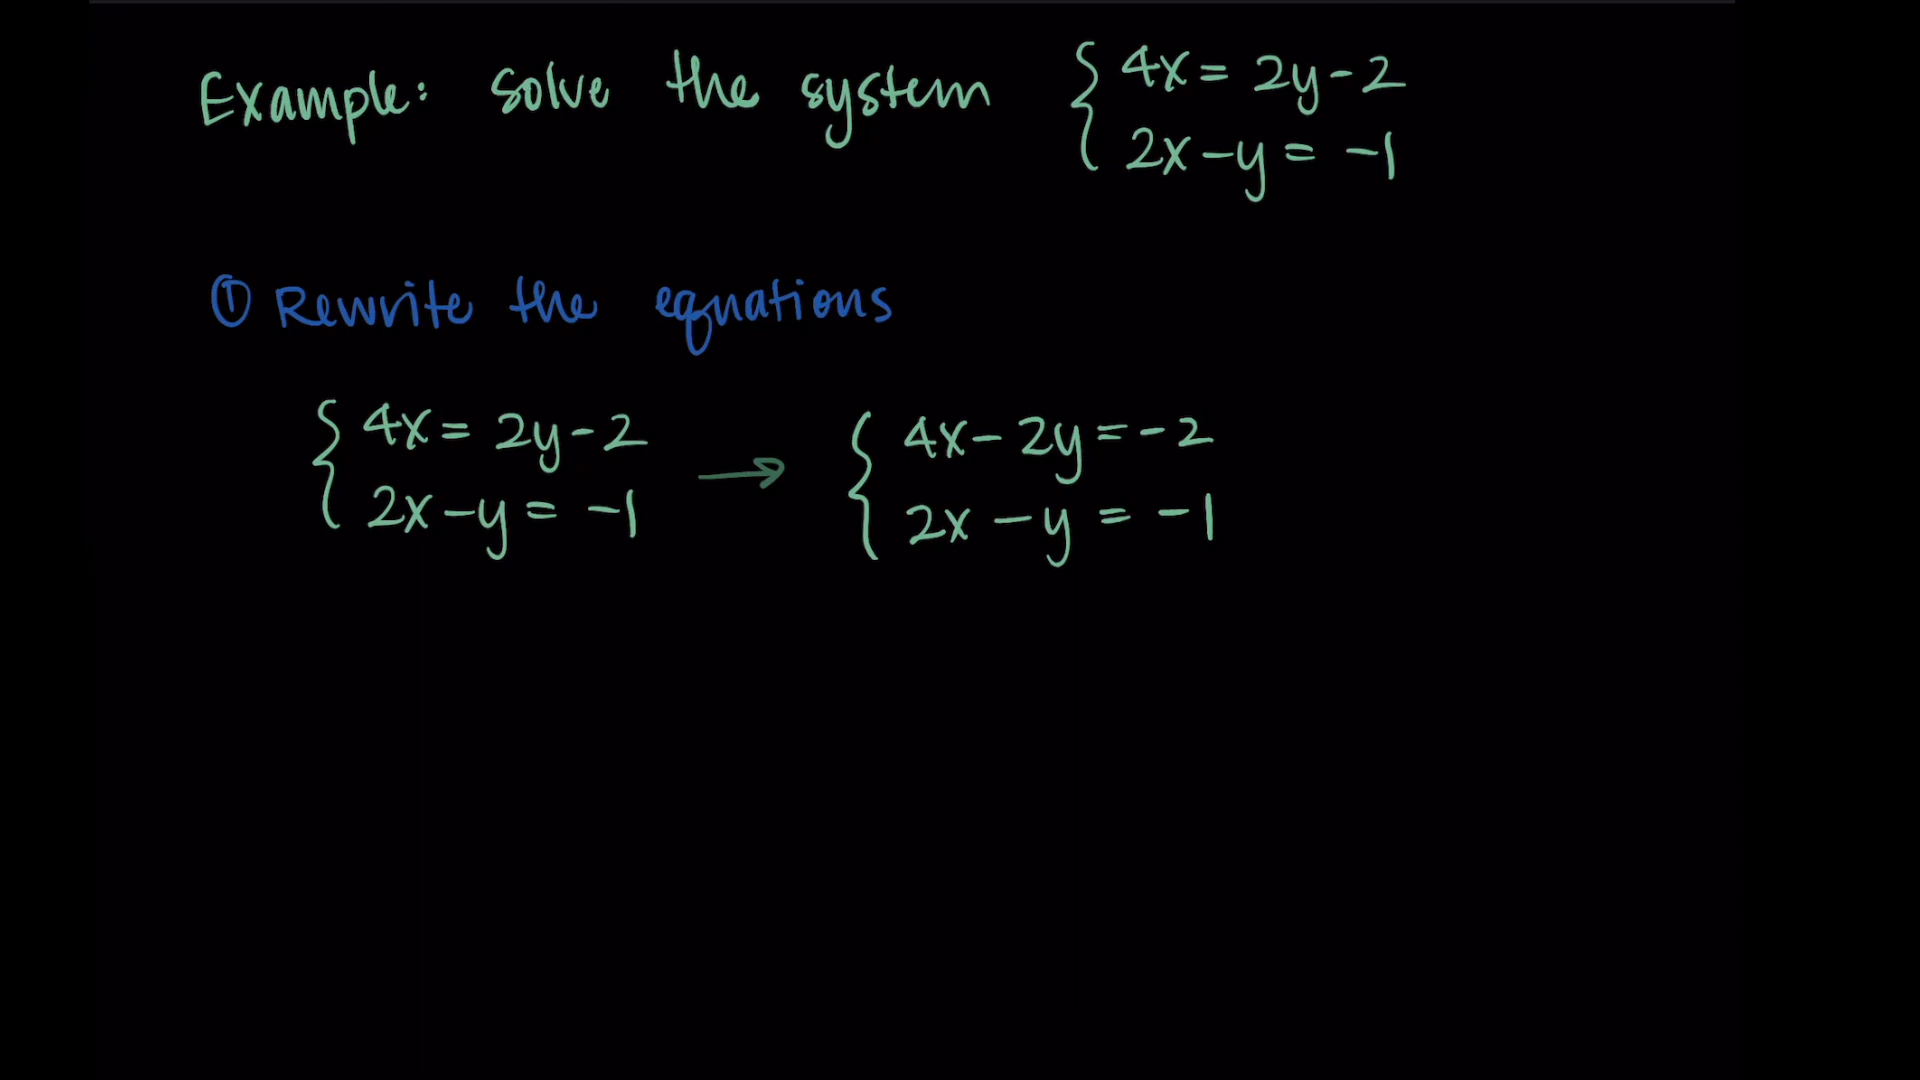 Example: solve the system { 4x = 2y - 2
2x - y = -1
① Rewrite the equations
{ 4x = 2y - 2 → { 4x - 2y = -2
2x - y = -1 2x - y = -1